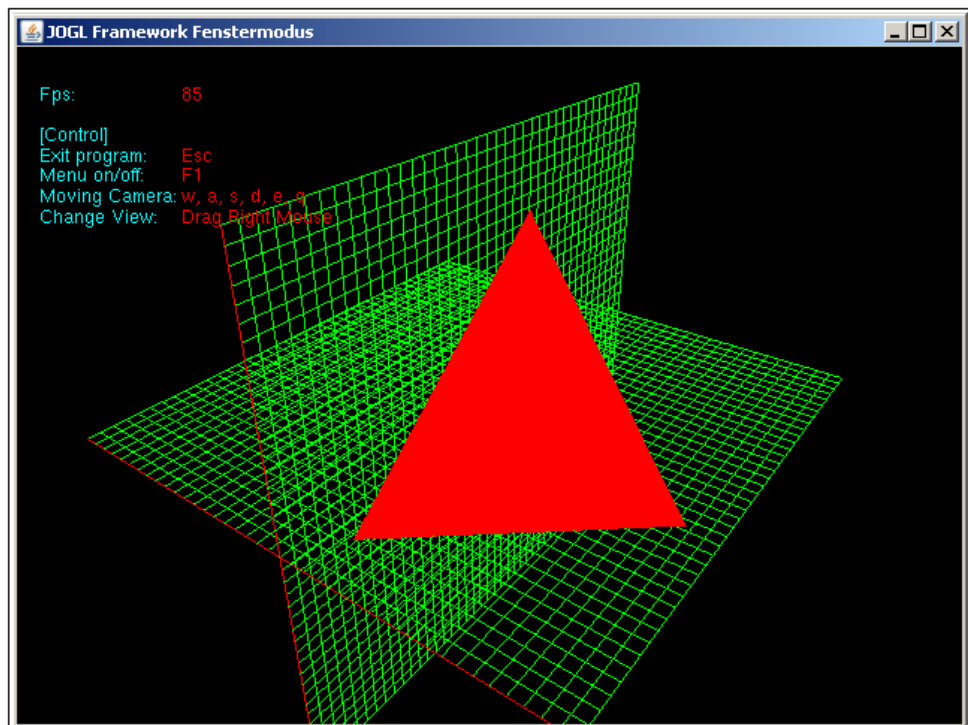 JOGL Framework Fenstermodus
Fps: 85
[Control]
Exit program: Esc
Menu on/off: F1
Moving Camera: w, a, s, d, e, q
Change View: Drag Right Mouse